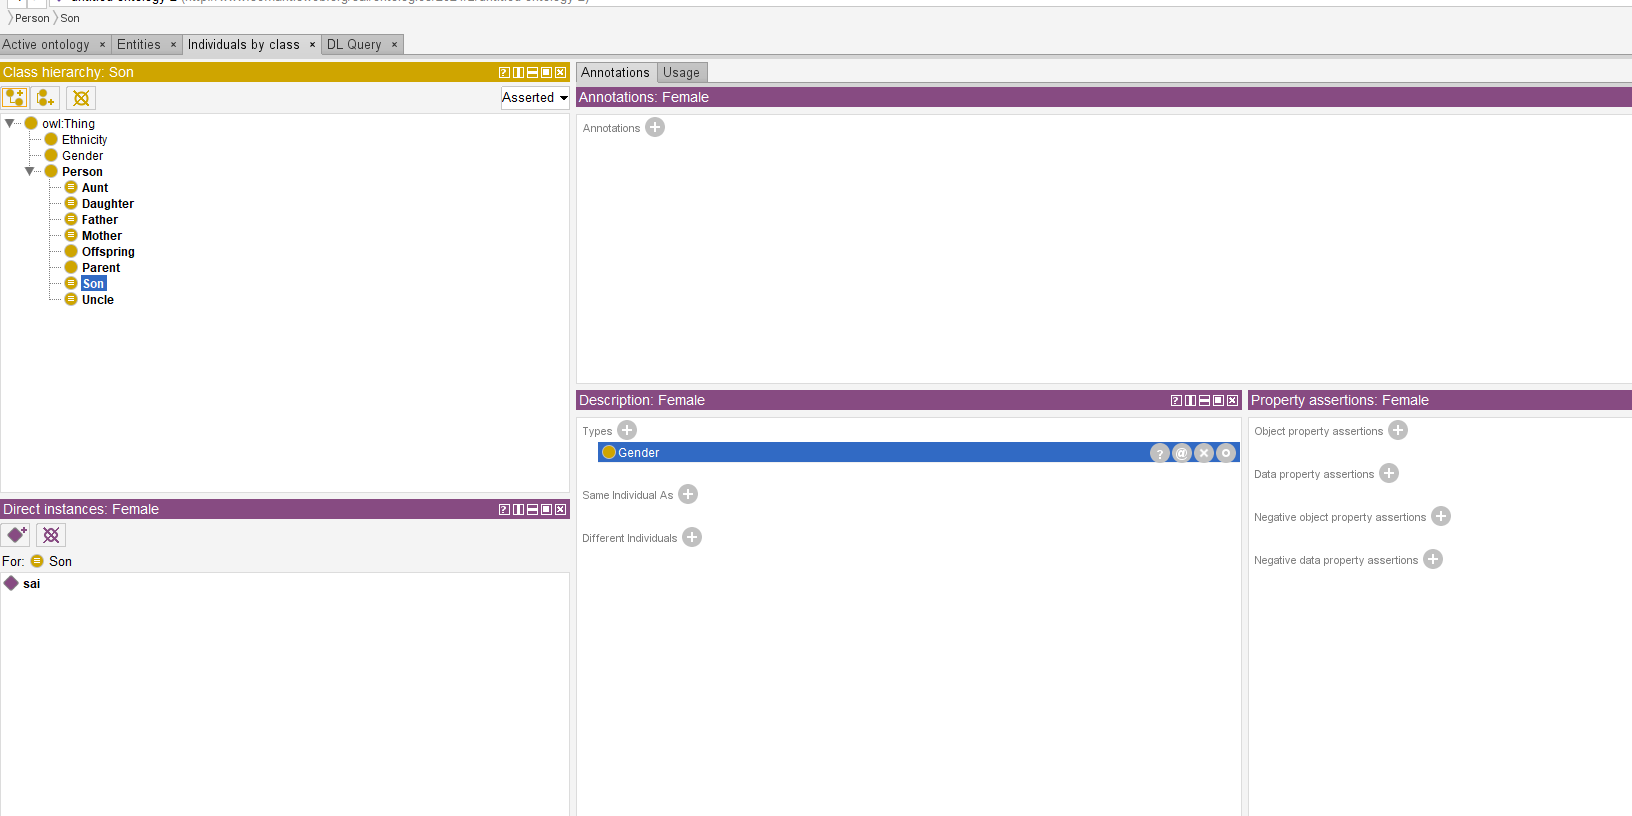 Person Son
Active ontology × Entities × Individuals by class × DL Query ×
Class hierarchy: Son
Asserted
owl:Thing
Ethnicity
Gender
Person
Aunt
Daughter
Father
Mother
Offspring
Parent
Son
Uncle
Direct instances: Female
For: Son
sai
Annotations Usage
Annotations: Female
Annotations
Description: Female
Types
Gender
Same Individual As
Different Individuals
Property assertions: Female
Object property assertions
Data property assertions
Negative object property assertions
Negative data property assertions